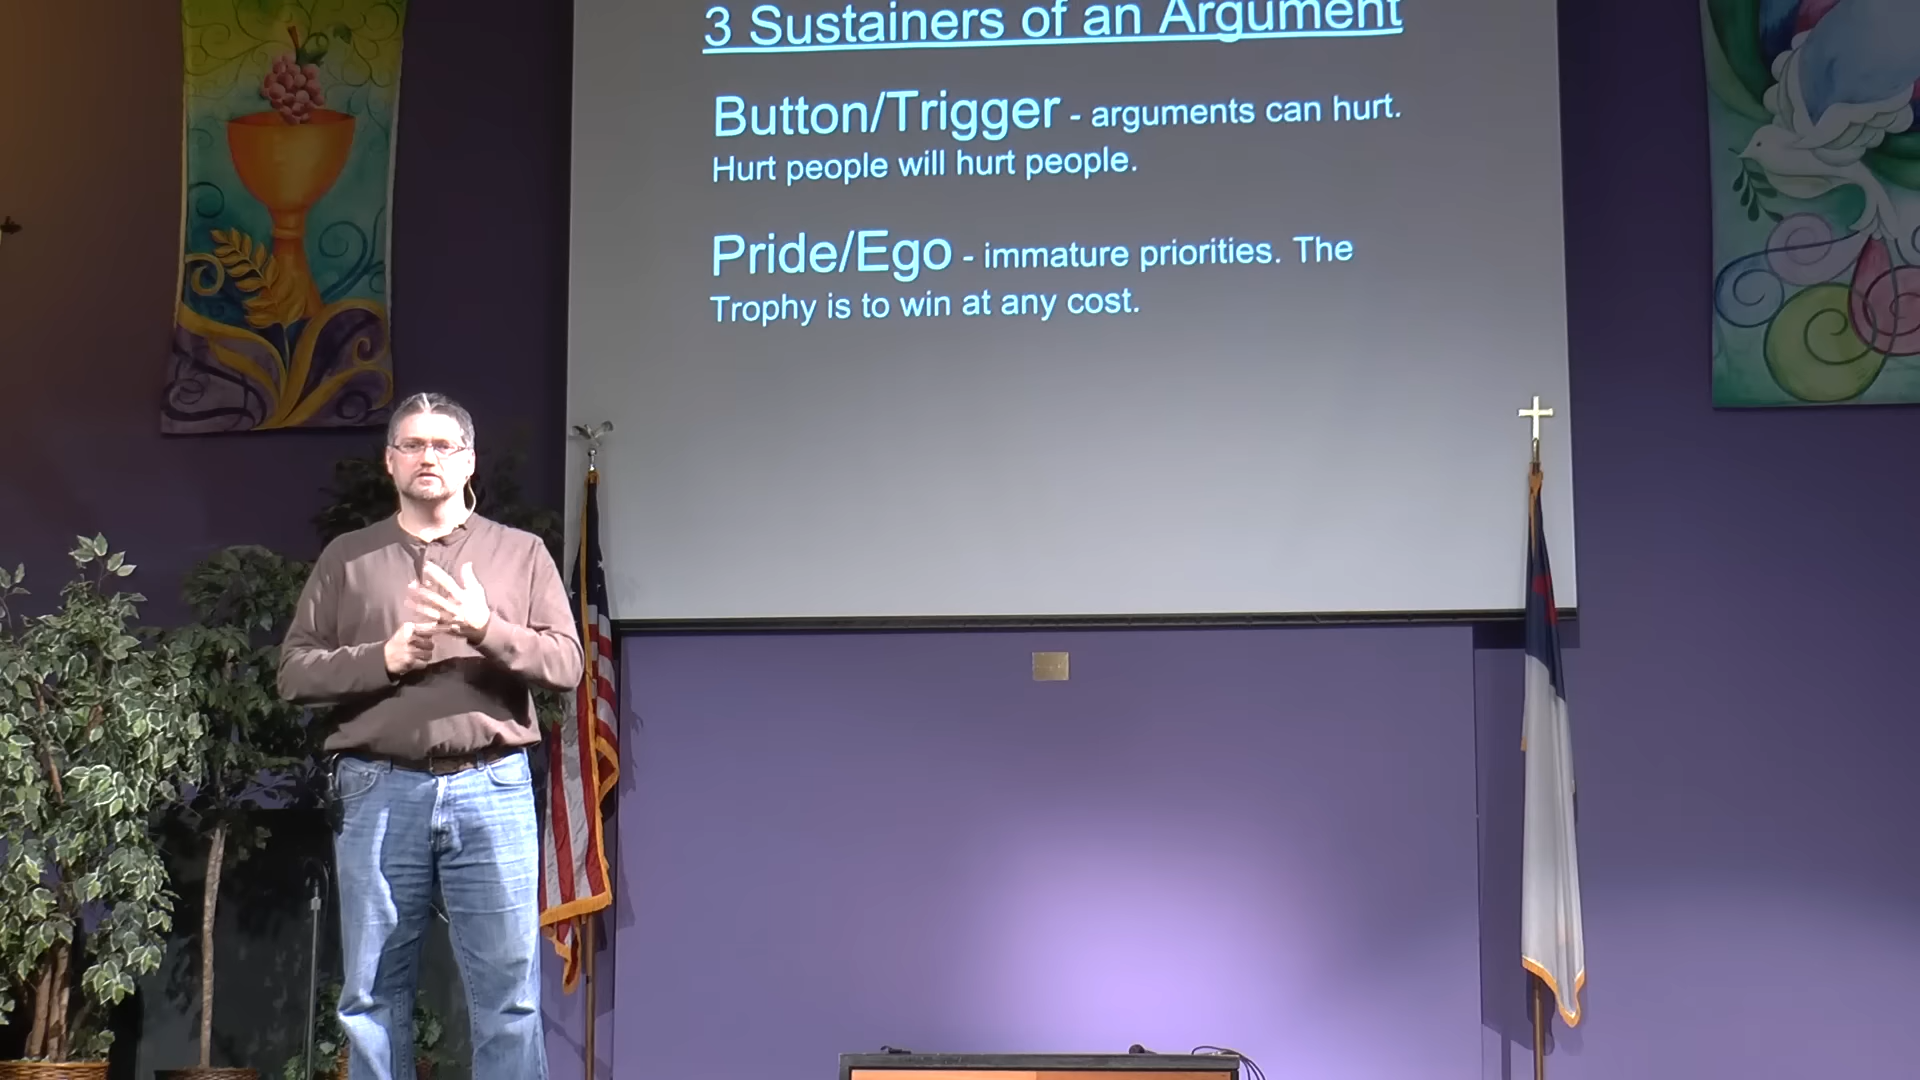 3 Sustainers of an Argument
Button/Trigger - arguments can hurt.
Hurt people will hurt people.
Pride/Ego - immature priorities. The
Trophy is to win at any cost.